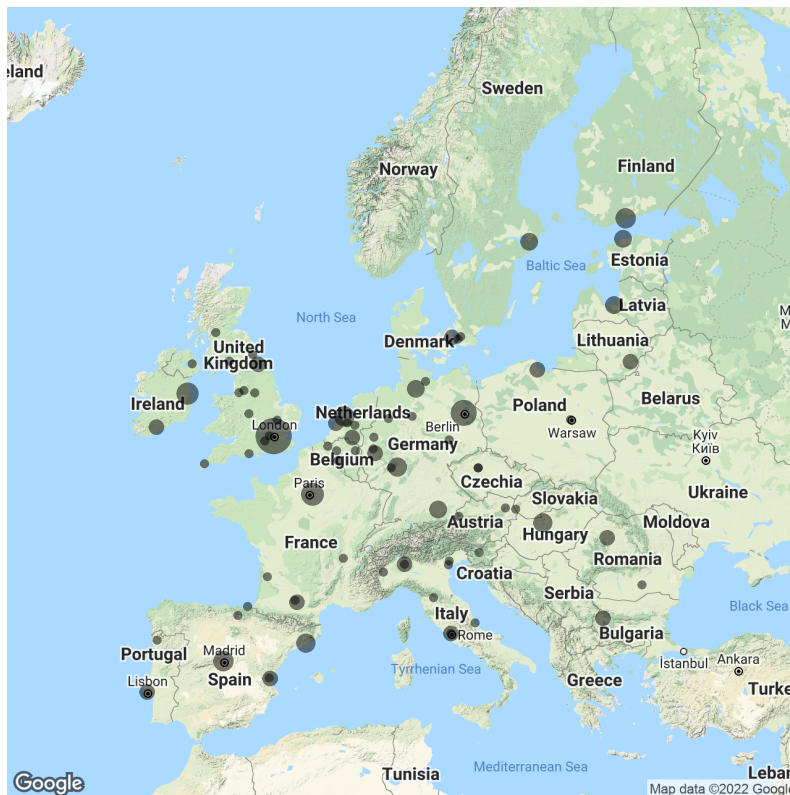 eland
Sweden
Norway
Finland
Estonia
Baltic Sea
Latvia
M
M
North Sea
Denmark
Lithuania
United
Kingdom
Belarus
Ireland
Netherlands
Poland
London
Berlin
Warsaw
Kyiv
Київ
Germany
Belgium
Paris
Czechia
Ukraine
Slovakia
Austria
Moldova
Hungary
France
Romania
Croatia
Serbia
Black Sea
Italy
Rome
Bulgaria
Portugal
Madrid
İstanbul
Ankara
Tyrrhenian Sea
Spain
Lisbon
Greece
Turke
Mediterranean Sea
Tunisia
Lebar
Google
Map data ©2022 Google